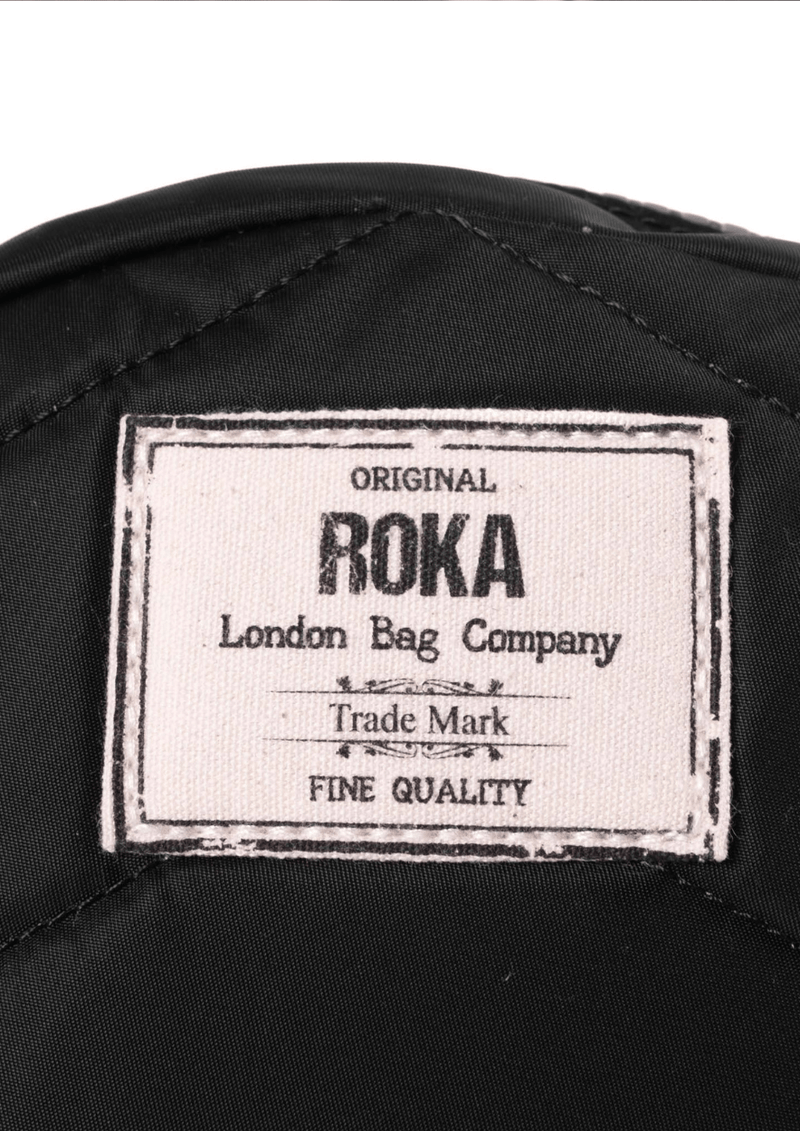 ORIGINAL
ROKA
London Bag Company
Trade Mark
FINE QUALITY